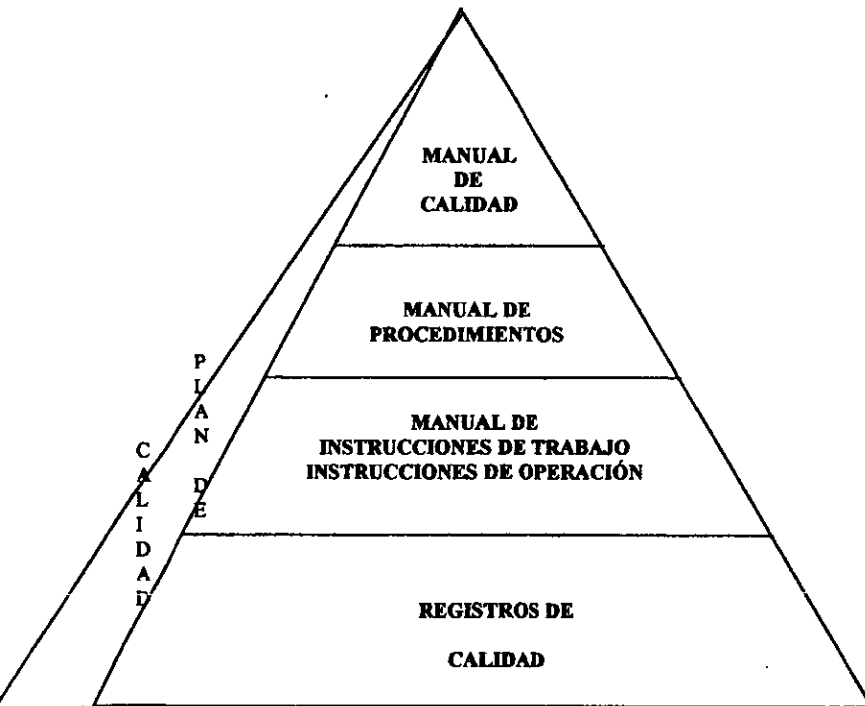 MANUAL
DE
CALIDAD
MANUAL DE
PROCEDIMIENTOS
MANUAL DE
INSTRUCCIONES DE TRABAJO
INSTRUCCIONES DE OPERACIÓN
REGISTROS DE
CALIDAD
PLAN DE
CALIDAD